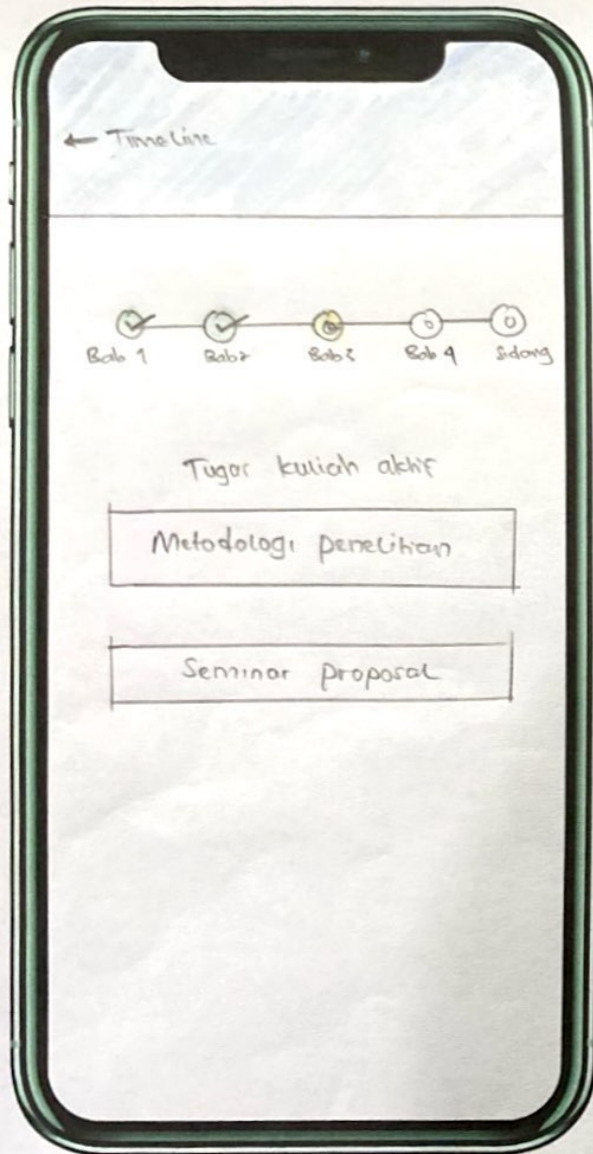 ← Timeline
Bab 1 Bab 2 Bab 3 Bab 4 Sidang
Tugas kuliah aktif
Metodologi penelitian
Seminar proposal